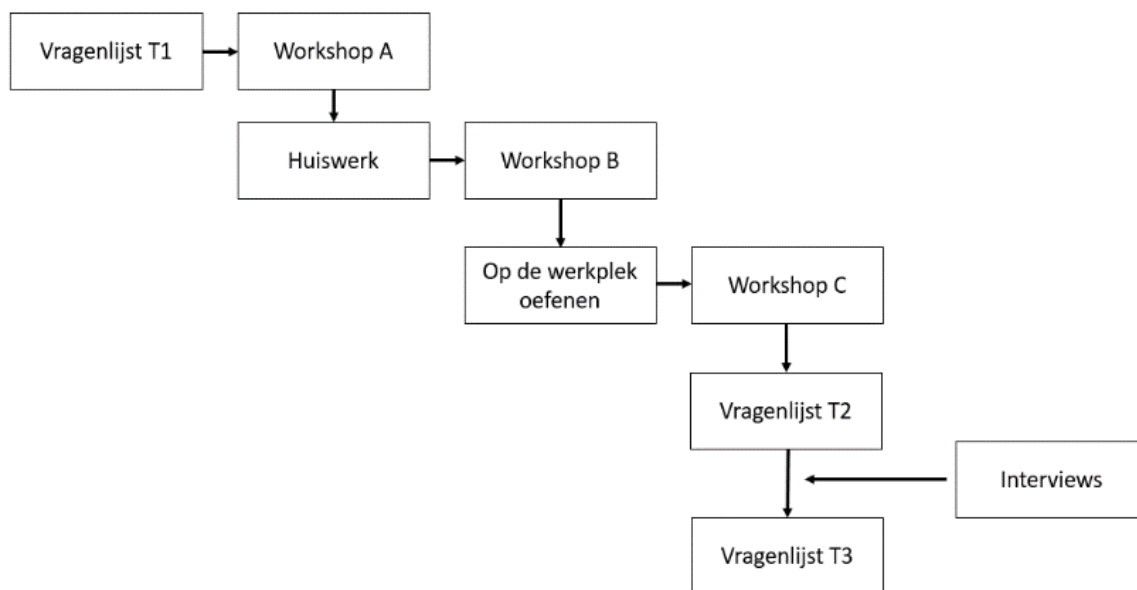 Vragenlijst T1
Workshop A
Huiswerk
Workshop B
Op de werkplek
oefenen
Workshop C
Vragenlijst T2
Interviews
Vragenlijst T3